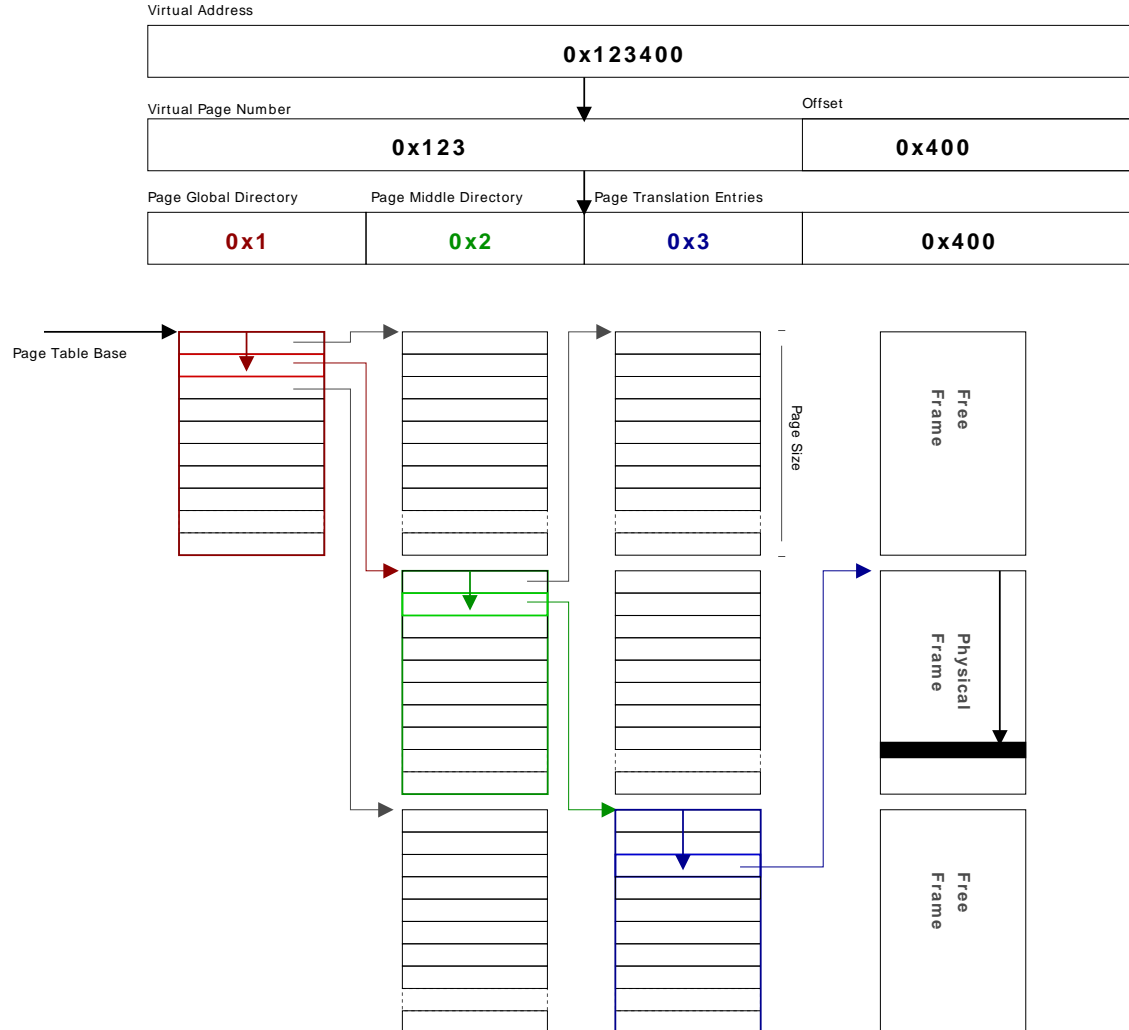 Virtual Address
0x123400
Virtual Page Number
Offset
0x123
0x400
Page Global Directory
Page Middle Directory
Page Translation Entries
0x1
0x2
0x3
0x400
Page Table Base
Page Size
Free
Frame
Physical
Frame
Free
Frame